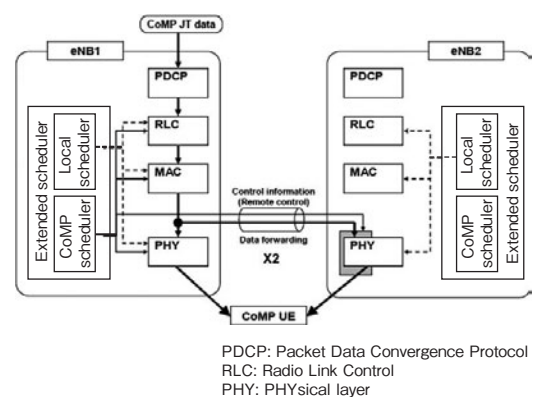 CoMP JT data
eNB1
PDCP
RLC
MAC
PHY
Extended scheduler
Local
scheduler
CoMP
scheduler
Control information
(Remote control)
Data forwarding
X2
eNB2
PDCP
RLC
MAC
PHY
Local
scheduler
CoMP
scheduler
Extended scheduler
CoMP UE
PDCP: Packet Data Convergence Protocol
RLC: Radio Link Control
PHY: PHYsical layer